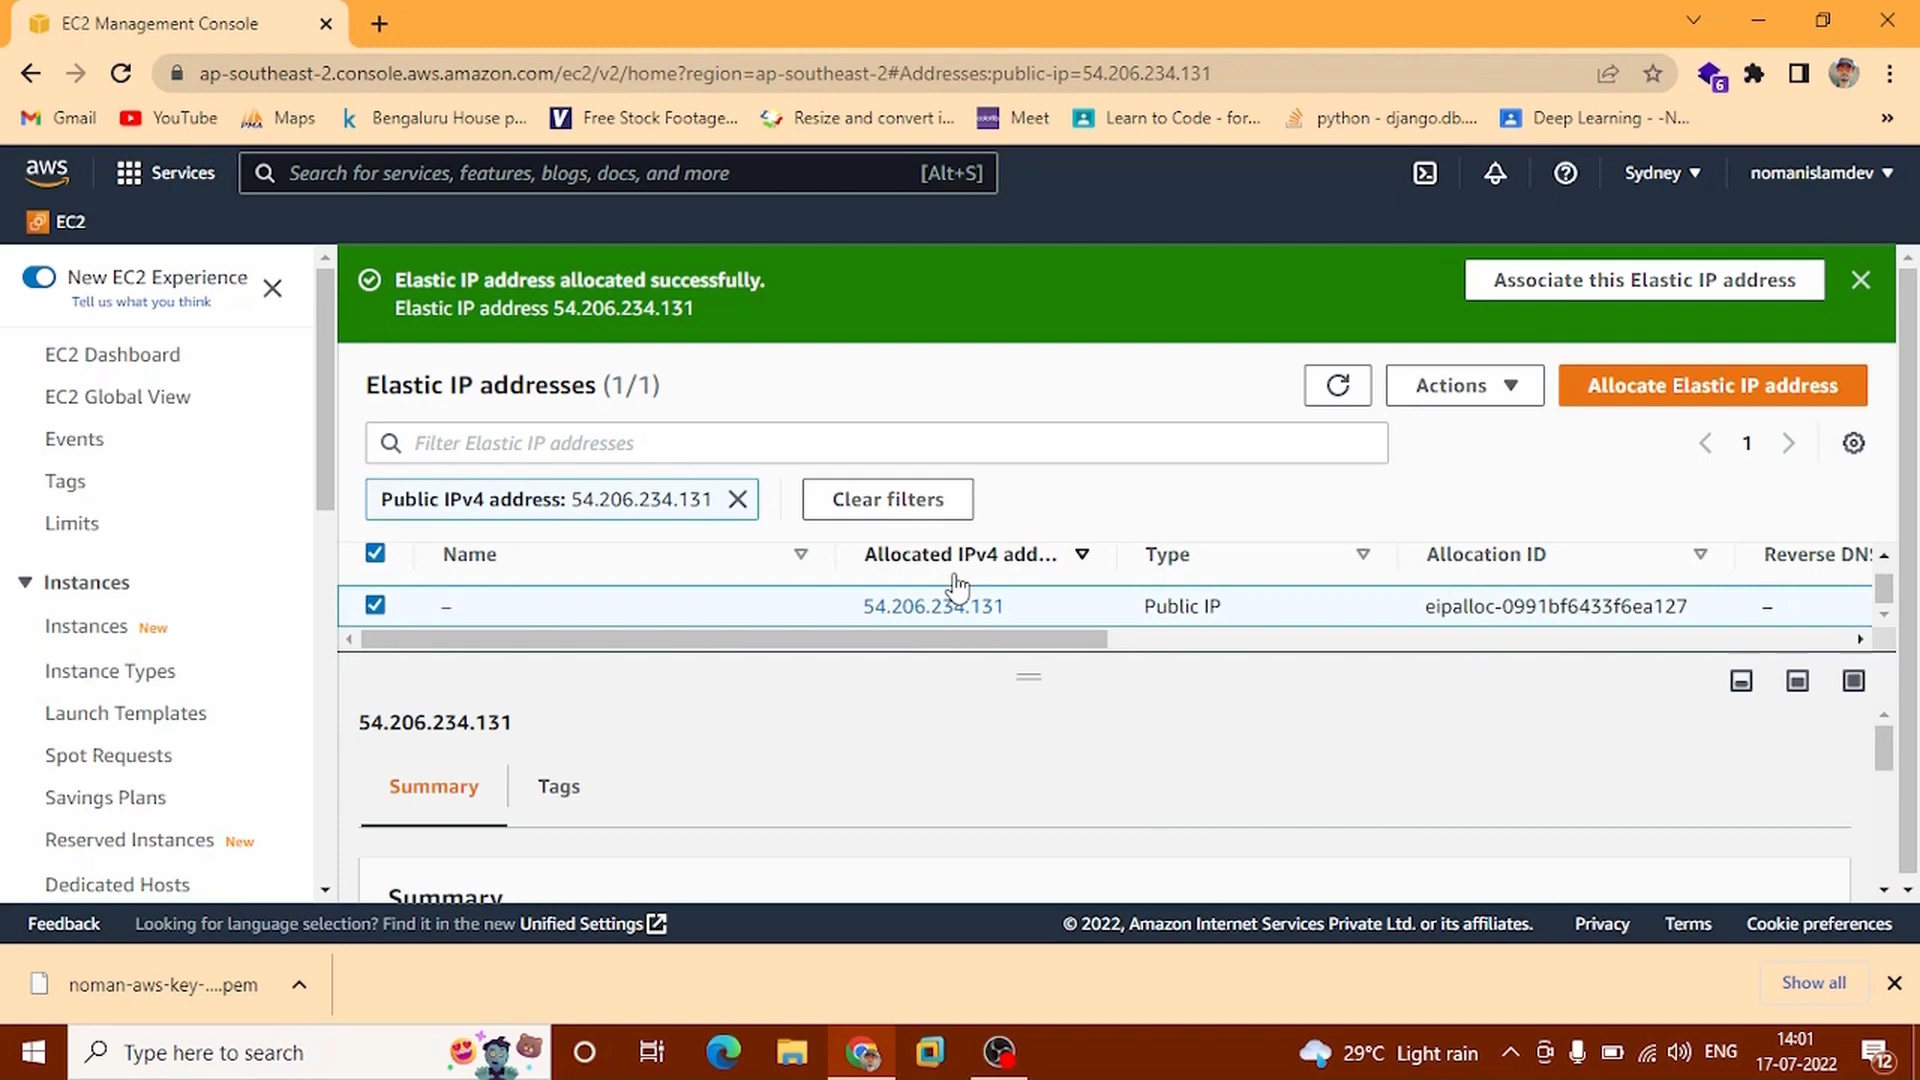 EC2 Management Console
ap-southeast-2.console.aws.amazon.com/ec2/v2/home?region=ap-southeast-2#Addresses:public-ip=54.206.234.131
6
Gmail YouTube Maps Bengaluru House p... Free Stock Footage... Resize and convert i... Meet Learn to Code - for... python - django.db.... Deep Learning - -N...
aws Services Search for services, features, blogs, docs, and more [Alt+S] Sydney nomanislamdev
EC2
New EC2 Experience
Tell us what you think
EC2 Dashboard
EC2 Global View
Events
Tags
Limits
Instances
Instances New
Instance Types
Launch Templates
Spot Requests
Savings Plans
Reserved Instances New
Dedicated Hosts
Elastic IP address allocated successfully.
Elastic IP address 54.206.234.131
Associate this Elastic IP address
Elastic IP addresses (1/1)
Actions
Allocate Elastic IP address
Filter Elastic IP addresses
1
Public IPv4 address: 54.206.234.131
Clear filters
Name Allocated IPv4 add... Type Allocation ID Reverse DNS
– 54.206.234.131 Public IP eipalloc-0991bf6433f6ea127 –
54.206.234.131
Summary Tags
Summary
Feedback Looking for language selection? Find it in the new Unified Settings © 2022, Amazon Internet Services Private Ltd. or its affiliates. Privacy Terms Cookie preferences
noman-aws-key-....pem Show all
Type here to search 29°C Light rain ENG 14:01
17-07-2022
12